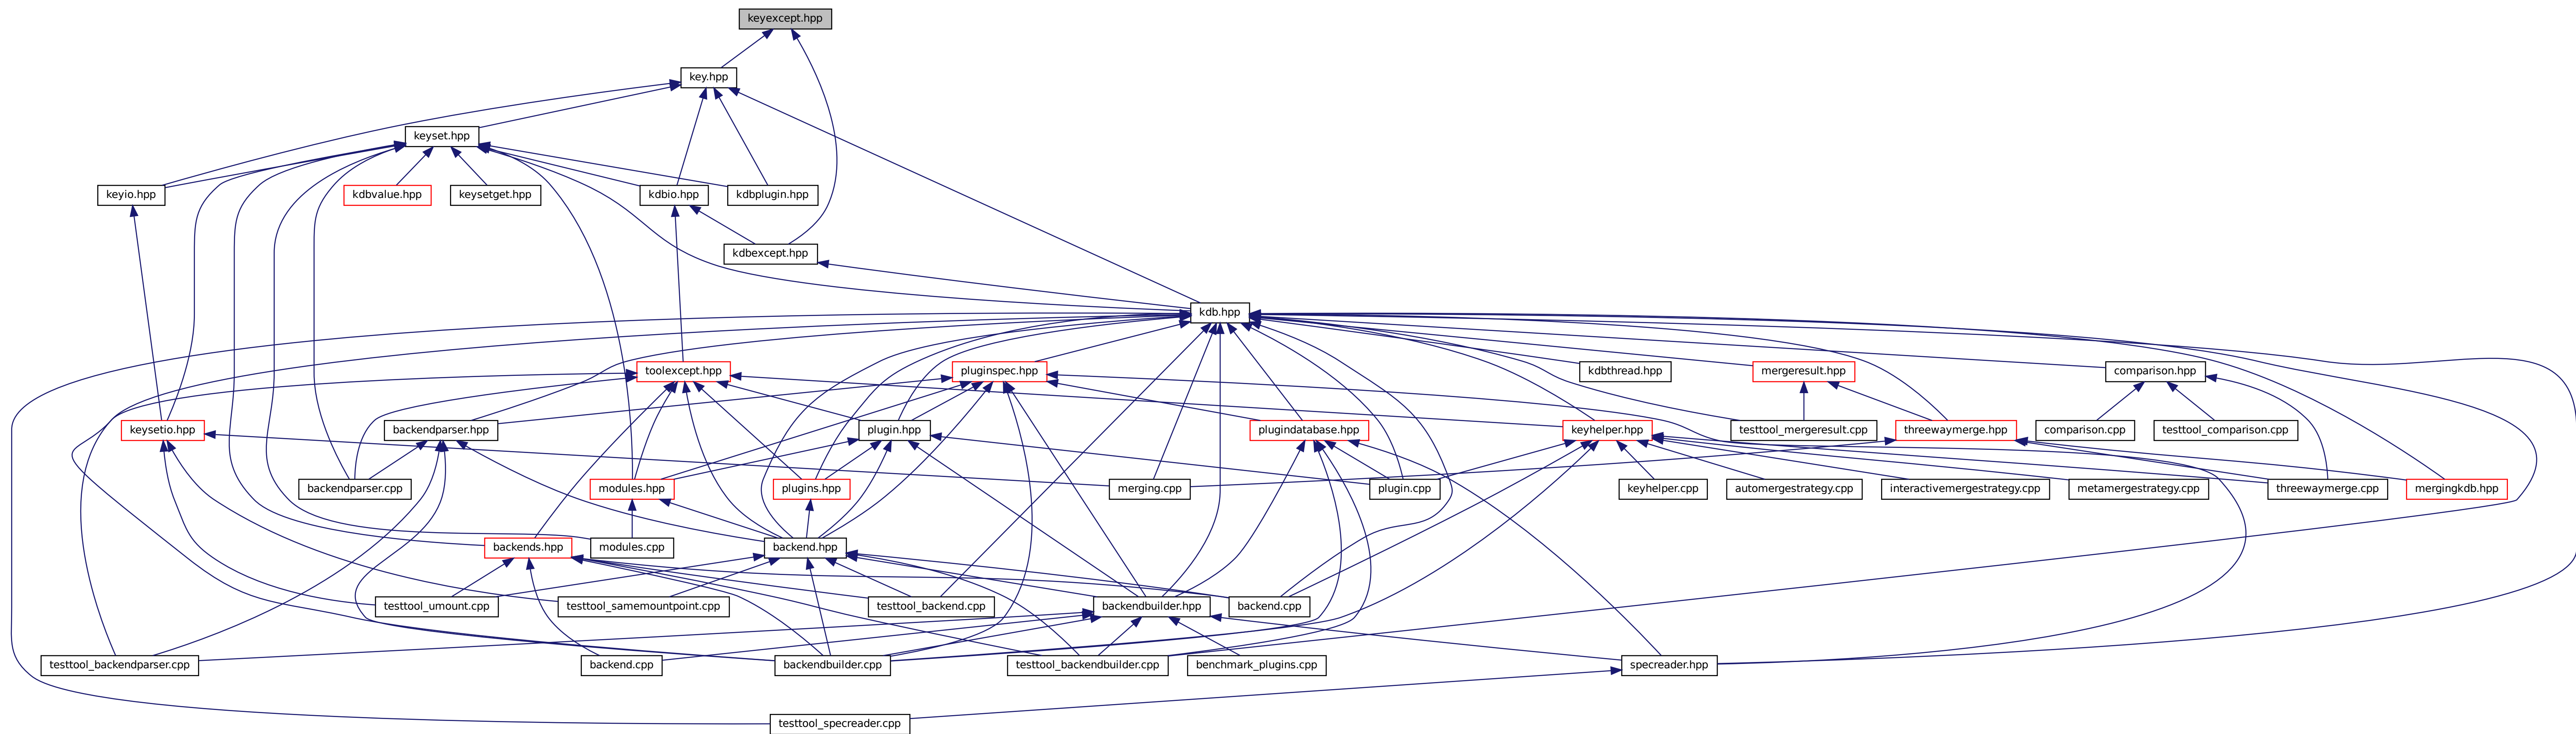 keyexcept.hpp
key.hpp
keyset.hpp
keyio.hpp
kdbvalue.hpp
keysetget.hpp
kdbio.hpp
kdbplugin.hpp
kdbexcept.hpp
kdb.hpp
toolexcept.hpp
pluginspec.hpp
kdbthread.hpp
mergeresult.hpp
comparison.hpp
keysetio.hpp
backendparser.hpp
plugin.hpp
plugindatabase.hpp
keyhelper.hpp
testtool_mergeresult.cpp
threewaymerge.hpp
comparison.cpp
testtool_comparison.cpp
backendparser.cpp
modules.hpp
plugins.hpp
merging.cpp
plugin.cpp
keyhelper.cpp
automergestrategy.cpp
interactivemergestrategy.cpp
metamergestrategy.cpp
threewaymerge.cpp
mergingkdb.hpp
backends.hpp
modules.cpp
backend.hpp
testtool_umount.cpp
testtool_samemountpoint.cpp
testtool_backend.cpp
backendbuilder.hpp
backend.cpp
testtool_backendparser.cpp
backend.cpp
backendbuilder.cpp
testtool_backendbuilder.cpp
benchmark_plugins.cpp
specreader.hpp
testtool_specreader.cpp